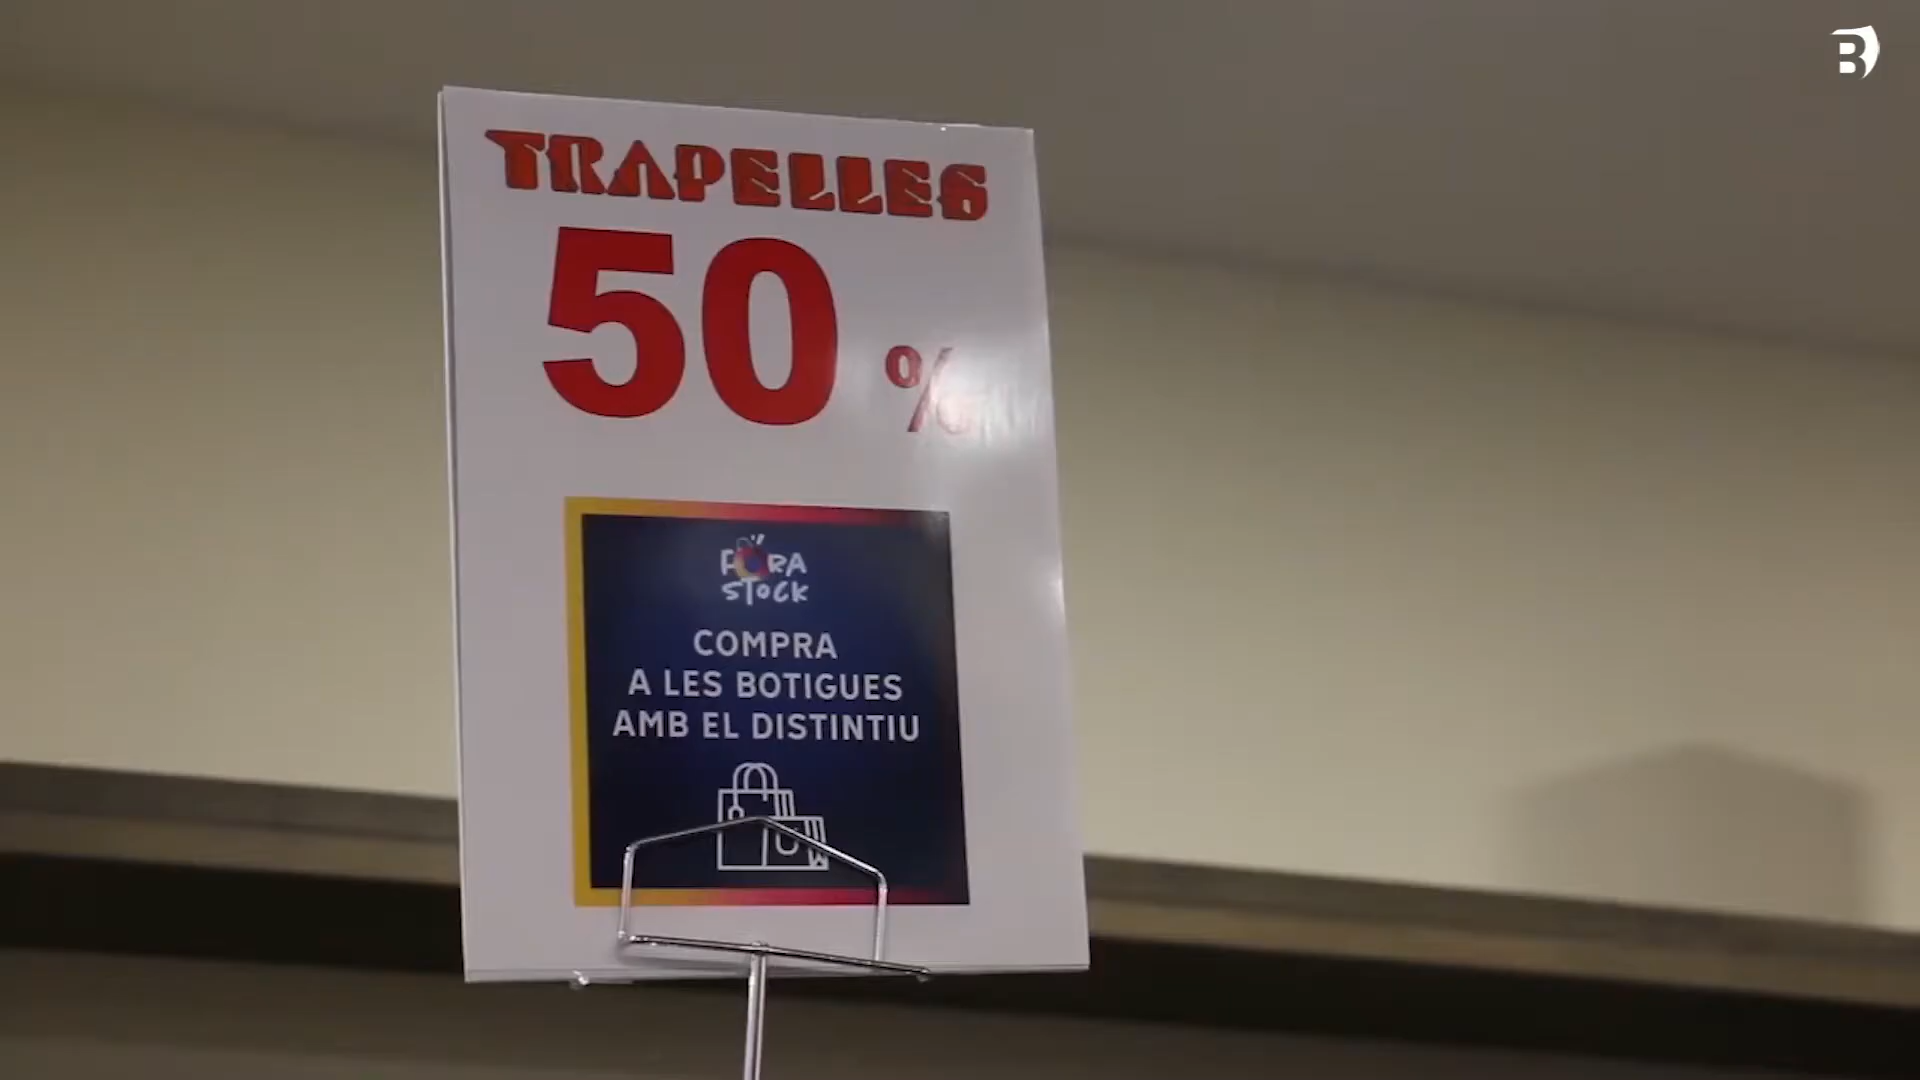 B
TRAPELLES
50 %
FORA
STOCK
COMPRA
A LES BOTIGUES
AMB EL DISTINTIU